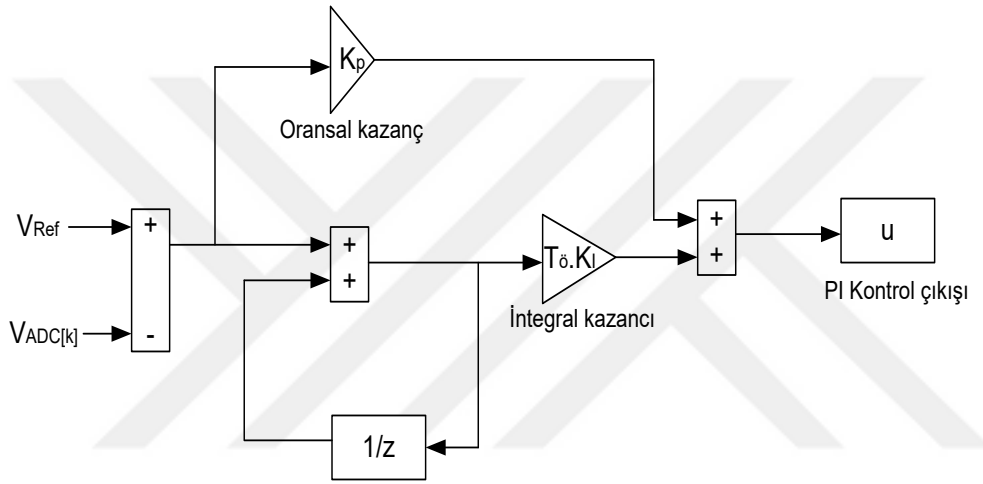 Kp
Oransal kazanç
VRef
+
+
+
+
+
Tö.KI
u
VADC[k]
-
İntegral kazancı
PI Kontrol çıkışı
1/z